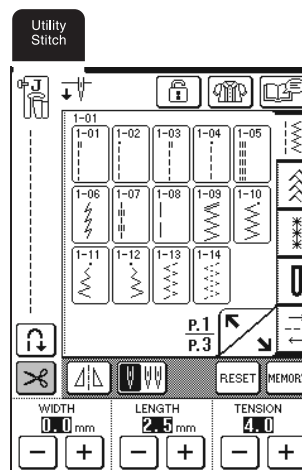 Utility
Stitch
J
1-01
1-01 1-02 1-03 1-04 1-05
1-06 1-07 1-08 1-09 1-10
1-11 1-12 1-13 1-14
P.1
P.3
RESET MEMORY
WIDTH LENGTH TENSION
0.0 mm 2.5 mm 4.0